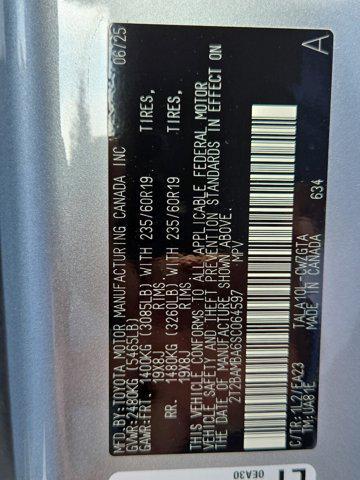 MFD BY:
TOYOTA MOTOR MANUFACTURING CANADA INC 06/25
GVWR:2480KG (5465LB)
GAWR:FRT. 1400KG (3085LB) WITH 235/60R19 TIRES,
19X8J RIMS.
RR. 1480KG (3260LB) WITH 235/60R19 TIRES,
19X8J RIMS.
THIS VEHICLE CONFORMS TO ALL APPLICABLE FEDERAL MOTOR
VEHICLE SAFETY AND THEFT PREVENTION STANDARDS IN EFFECT ON
THE DATE OF MANUFACTURE SHOWN ABOVE.
2T2BAMBA6SC064597 MPV
A
C/TR:1L2/EA23 TALA10L-CWZGTA
TM:UA81E MADE IN CANADA 634
0EA30